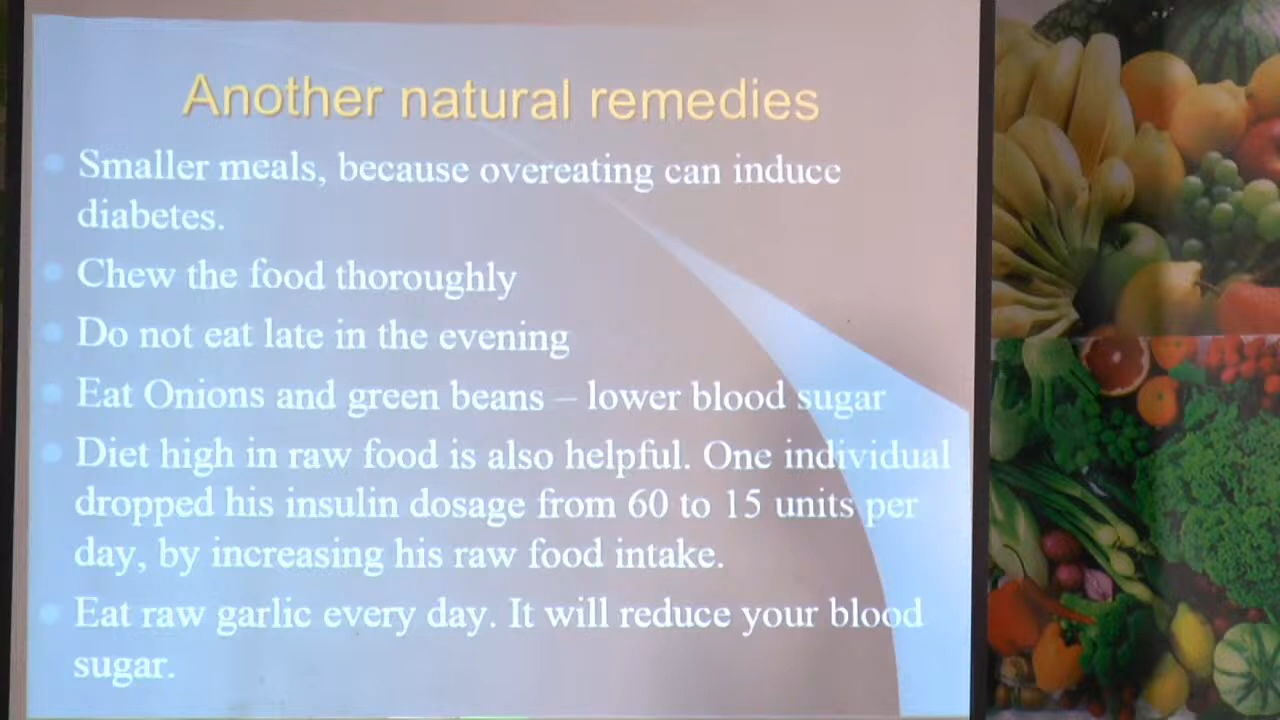 Another natural remedies
Smaller meals, because overeating can induce
diabetes.
Chew the food thoroughly
Do not eat late in the evening
Eat Onions and green beans – lower blood sugar
Diet high in raw food is also helpful. One individual
dropped his insulin dosage from 60 to 15 units per
day, by increasing his raw food intake.
Eat raw garlic every day. It will reduce your blood
sugar.